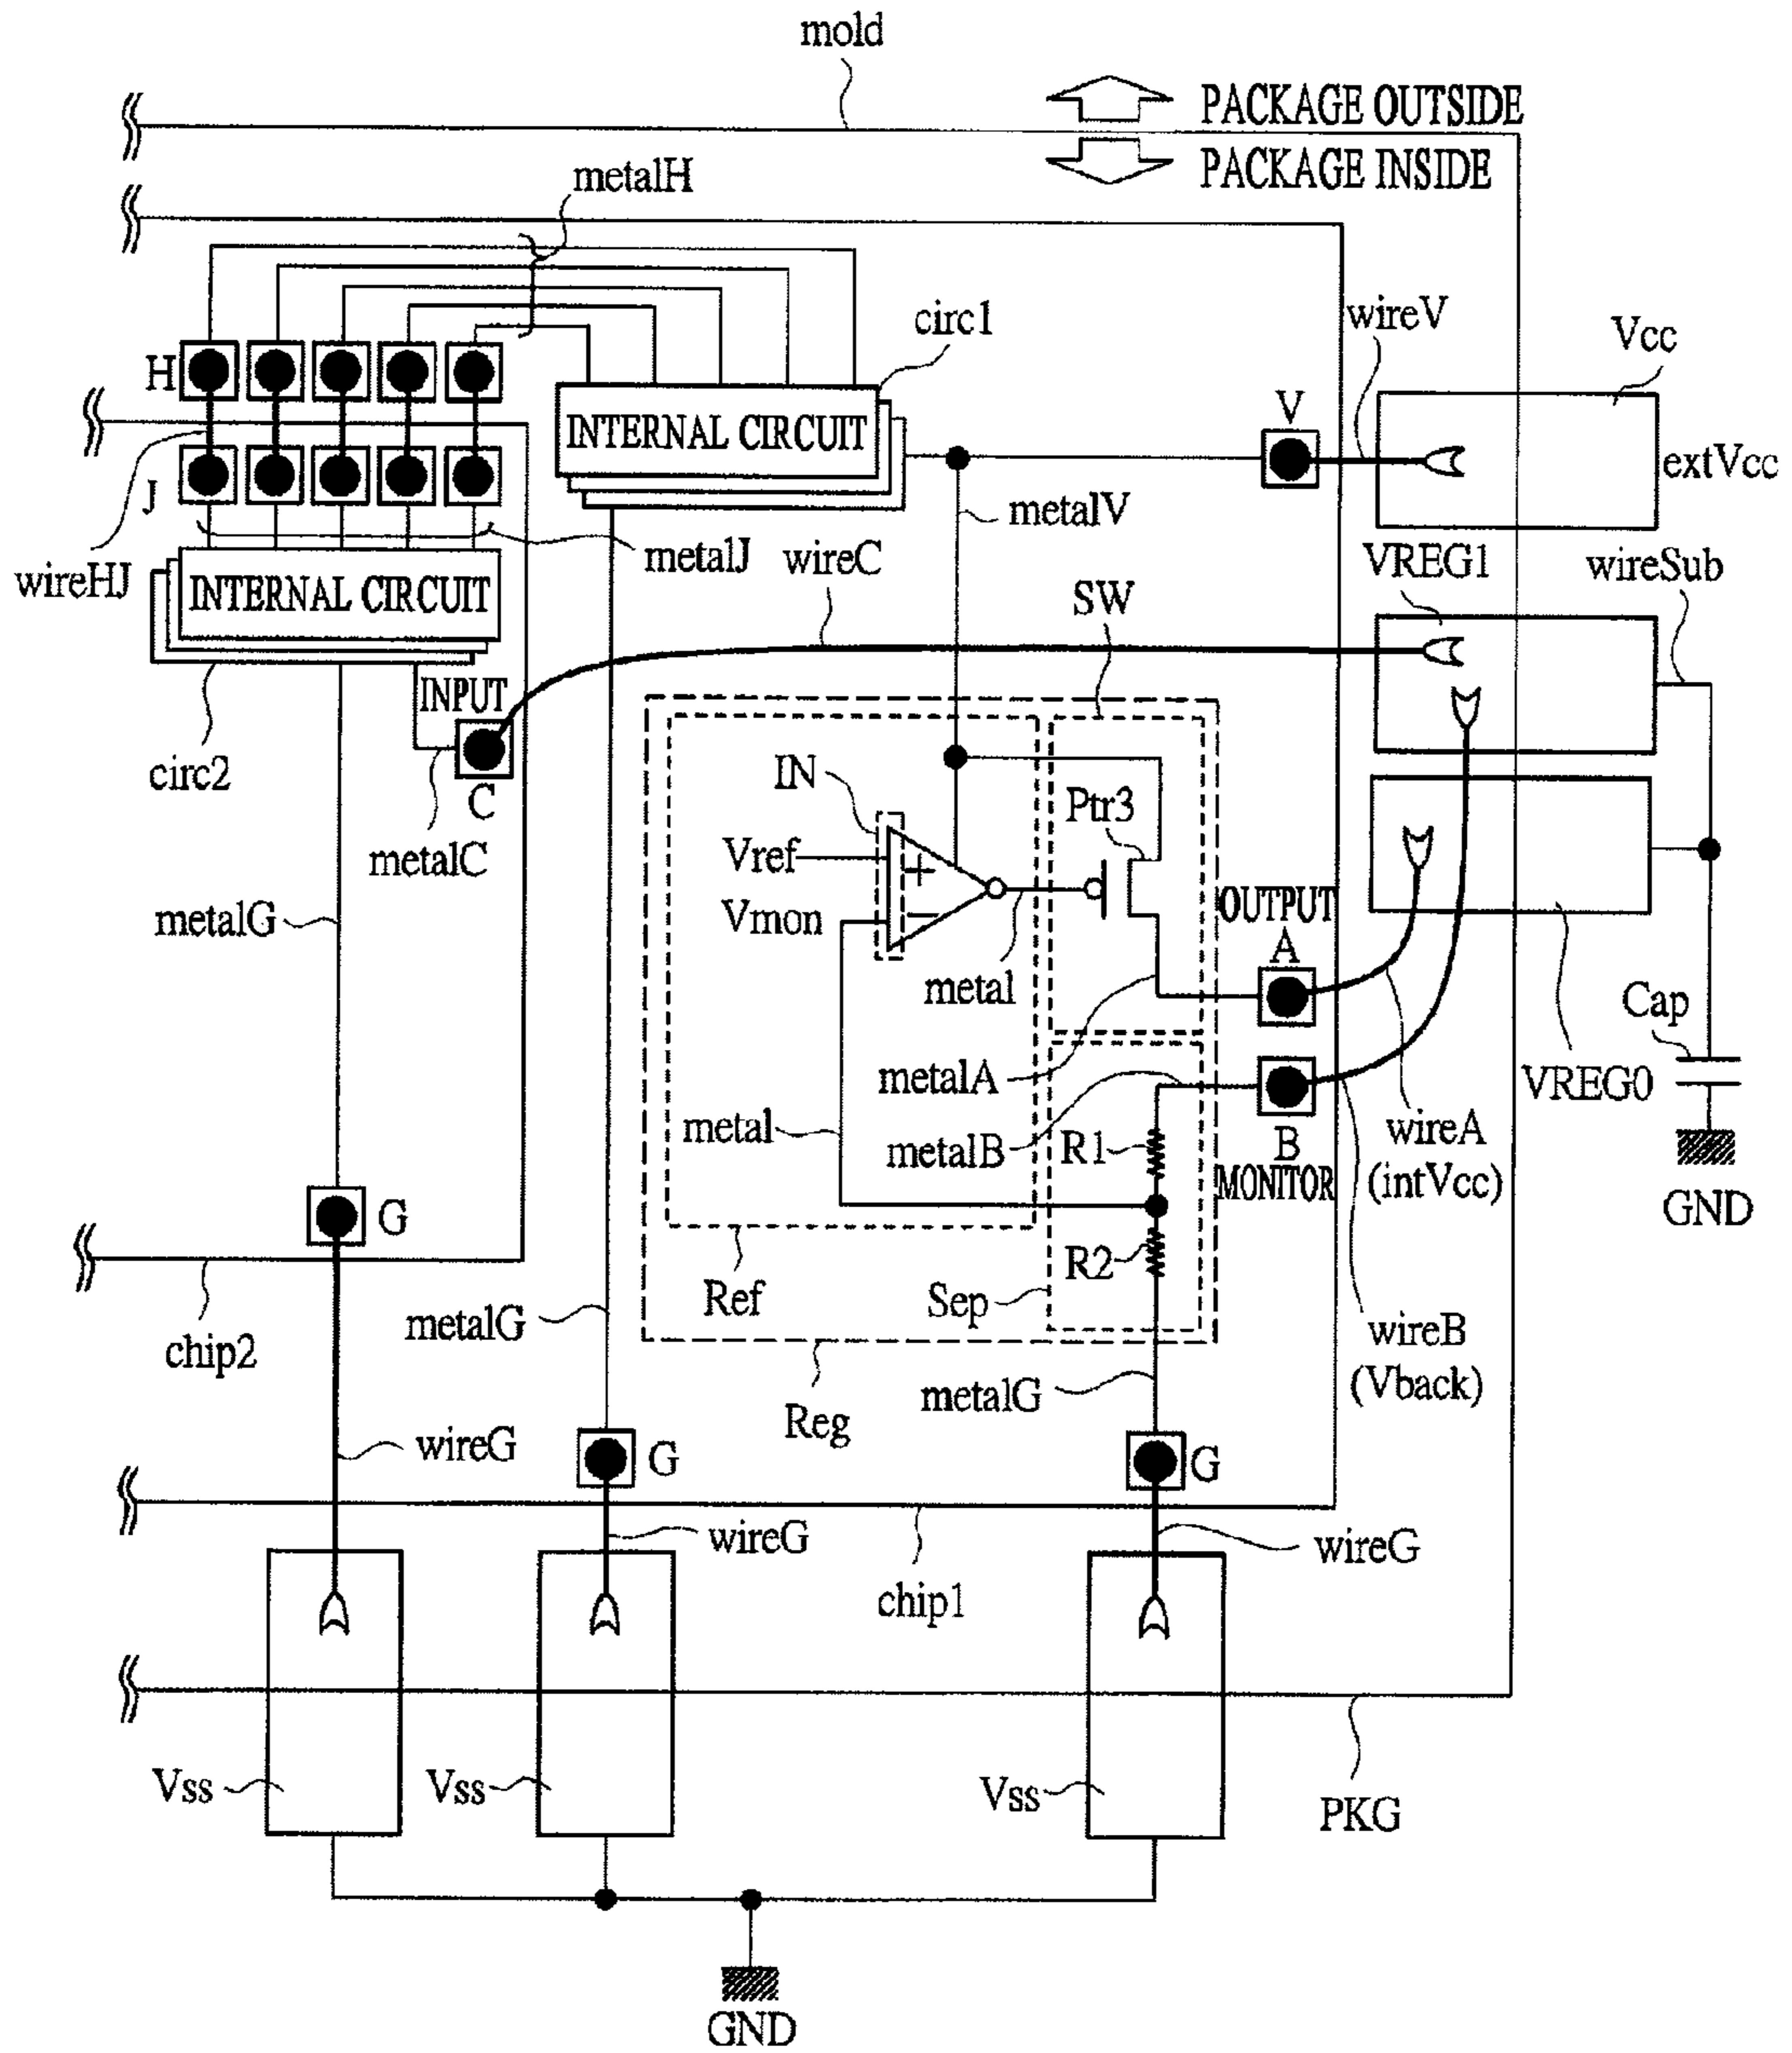 mold
PACKAGE OUTSIDE
PACKAGE INSIDE
metalH
circ1
wireV
Vcc
H
INTERNAL CIRCUIT
V
extVcc
J
metalV
wireHJ
metalJ
wireC
VREG1
wireSub
INTERNAL CIRCUIT
SW
INPUT
circ2
C
IN
Ptr3
metalC
Vref
+
Vmon
−
metalG
OUTPUT
A
metal
Cap
metalA
VREG0
metal
metalB
R1
B
MONITOR
wireA
(intVcc)
GND
G
R2
Ref
Sep
metalG
wireB
(Vback)
chip2
metalG
Reg
wireG
G
G
wireG
wireG
chip1
Vss
Vss
Vss
PKG
GND